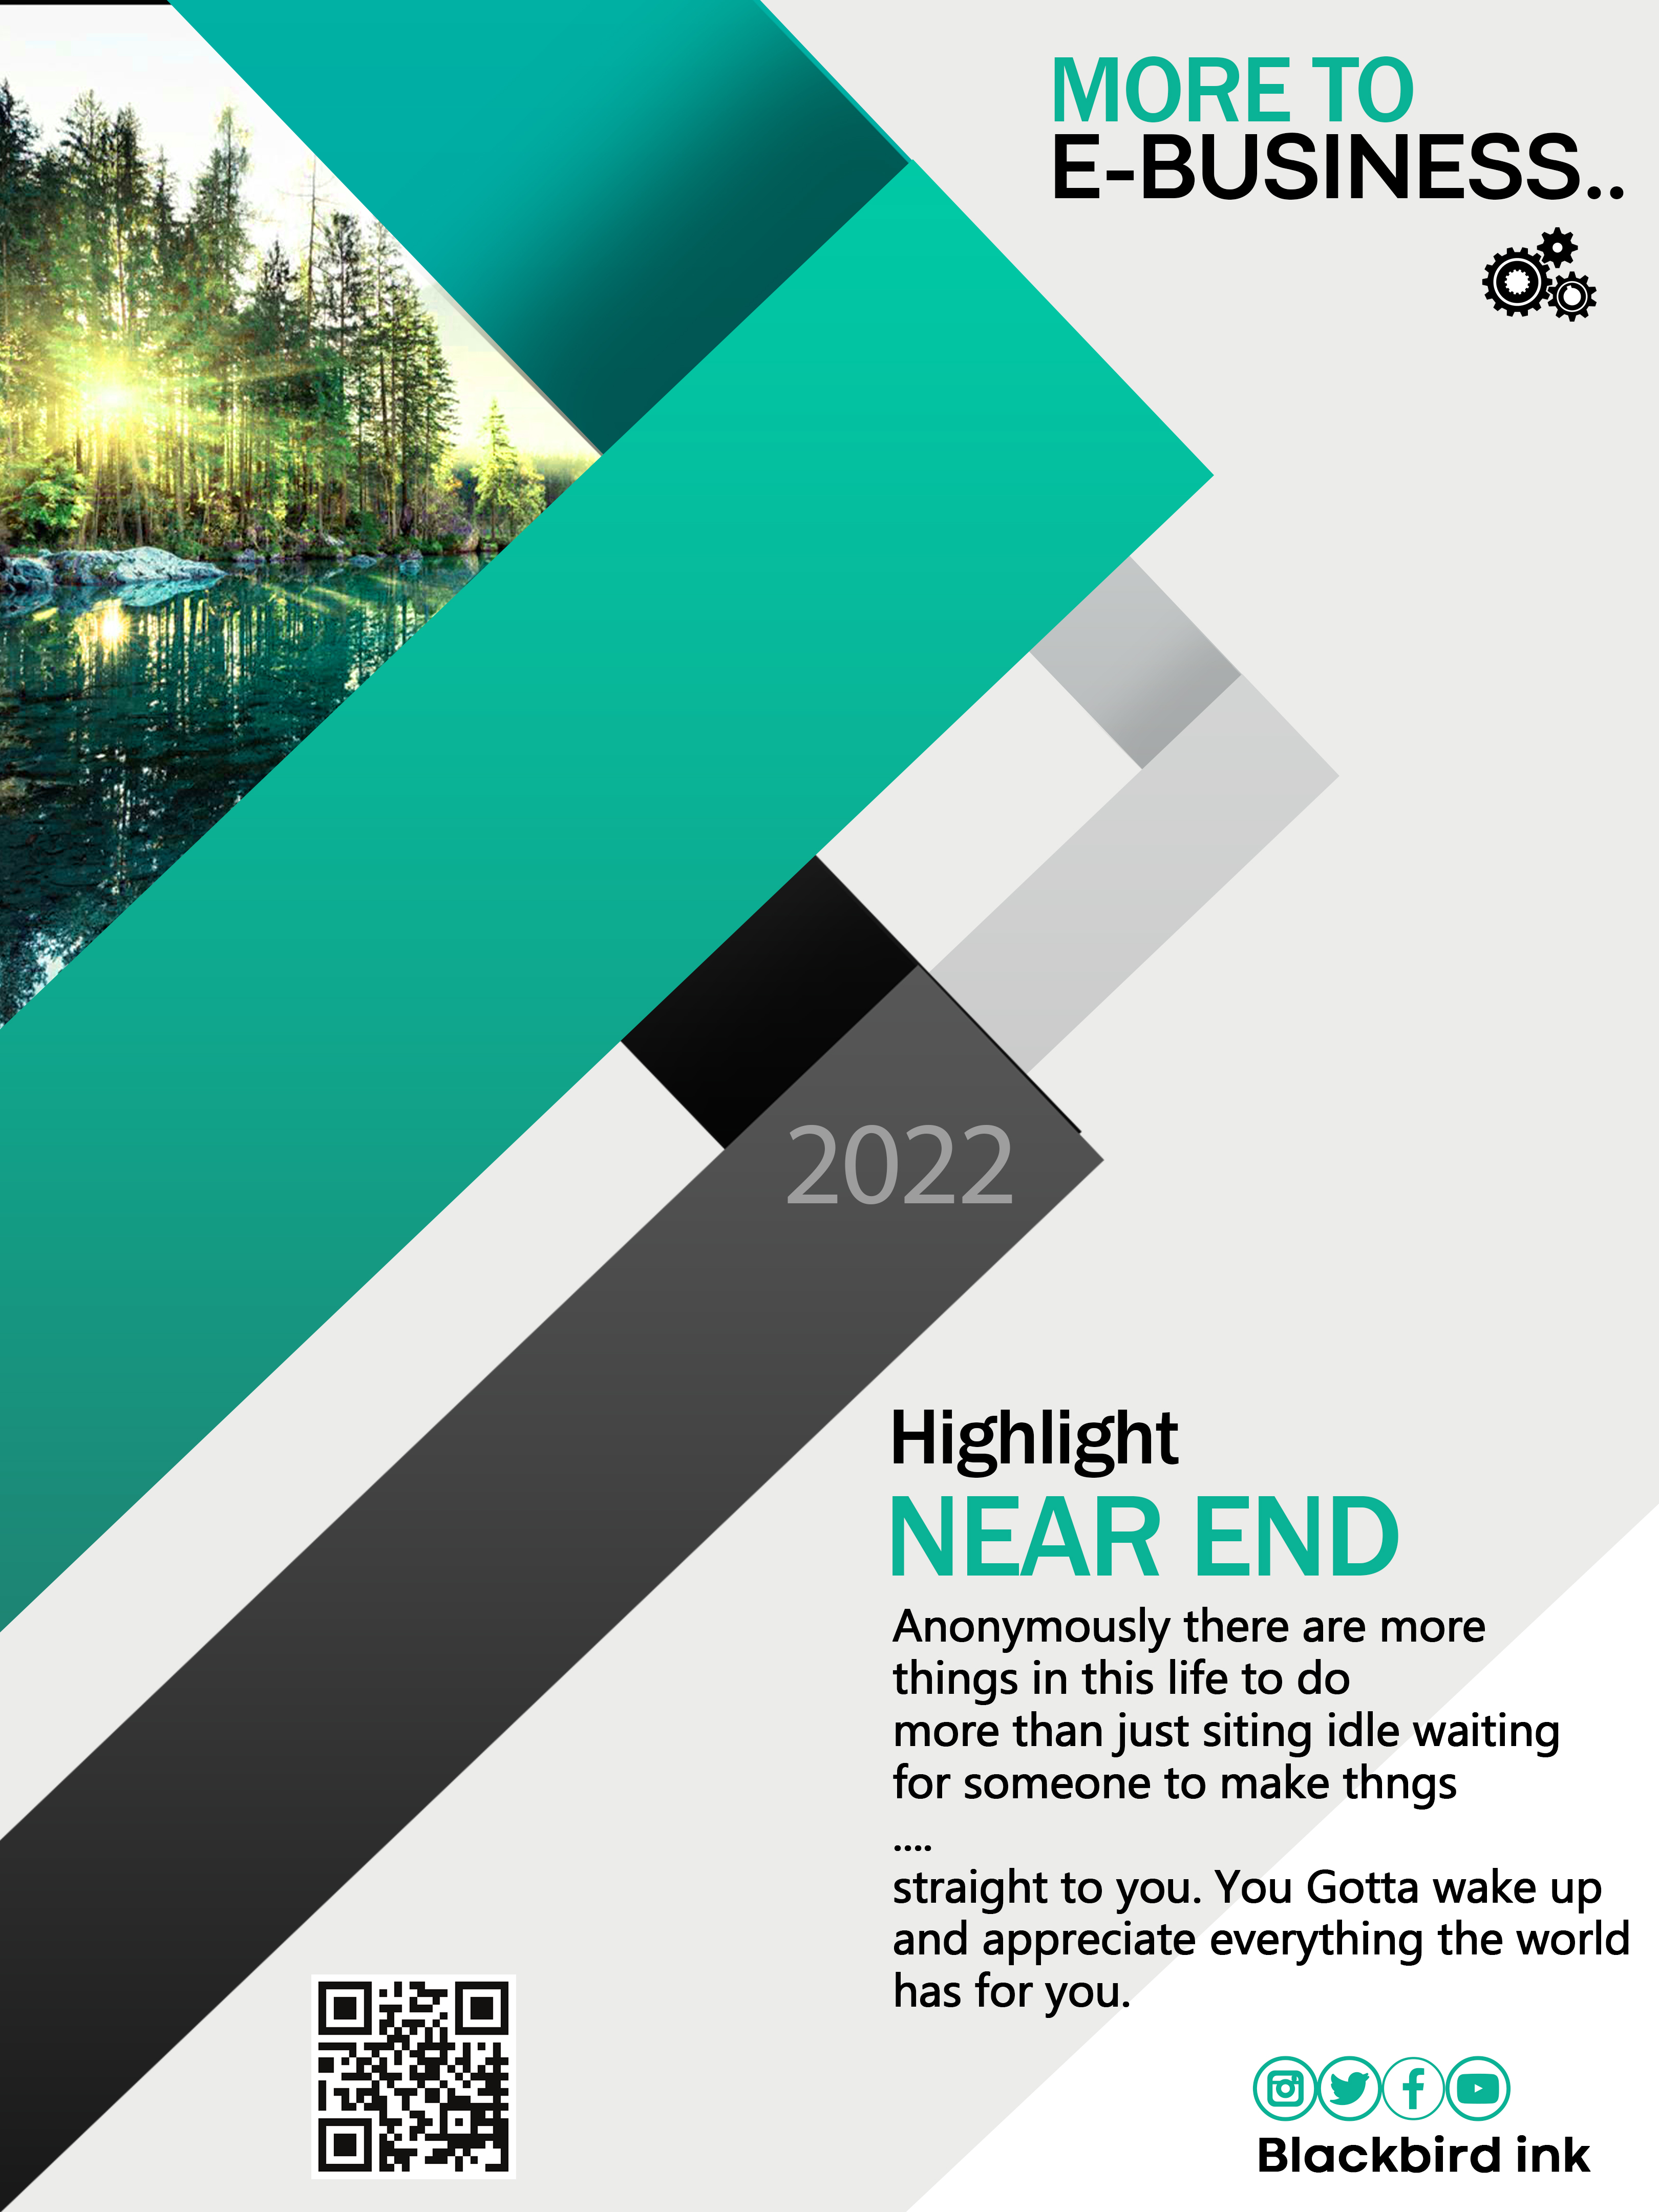 MORE TO
E-BUSINESS..
2022
Highlight
NEAR END
Anonymously there are more
things in this life to do
more than just siting idle waiting
for someone to make thngs
....
straight to you. You Gotta wake up
and appreciate everything the world
has for you.
Blackbird ink